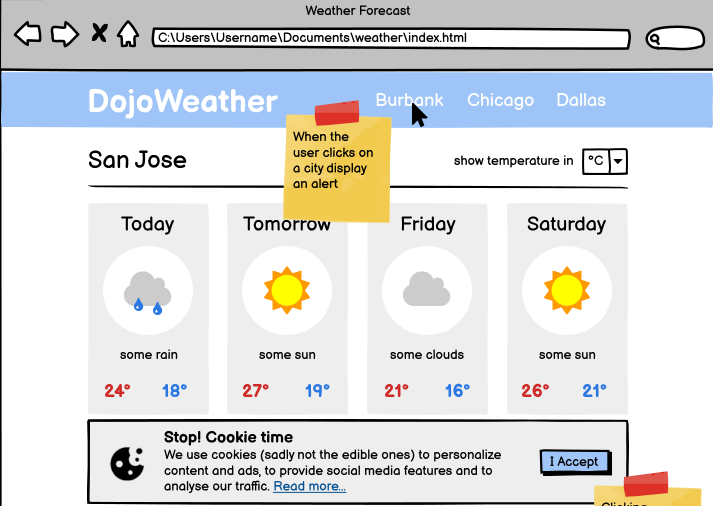 Weather Forecast
C:\Users\Username\Documents\weather\index.html
DojoWeather
Burbank Chicago Dallas
When the
user clicks on
a city display
an alert
San Jose
show temperature in °C
Today Tomorrow Friday Saturday
some rain some sun some clouds some sun
24° 18° 27° 19° 21° 16° 26° 21°
Stop! Cookie time
We use cookies (sadly not the edible ones) to personalize
content and ads, to provide social media features and to
analyse our traffic. Read more...
I Accept